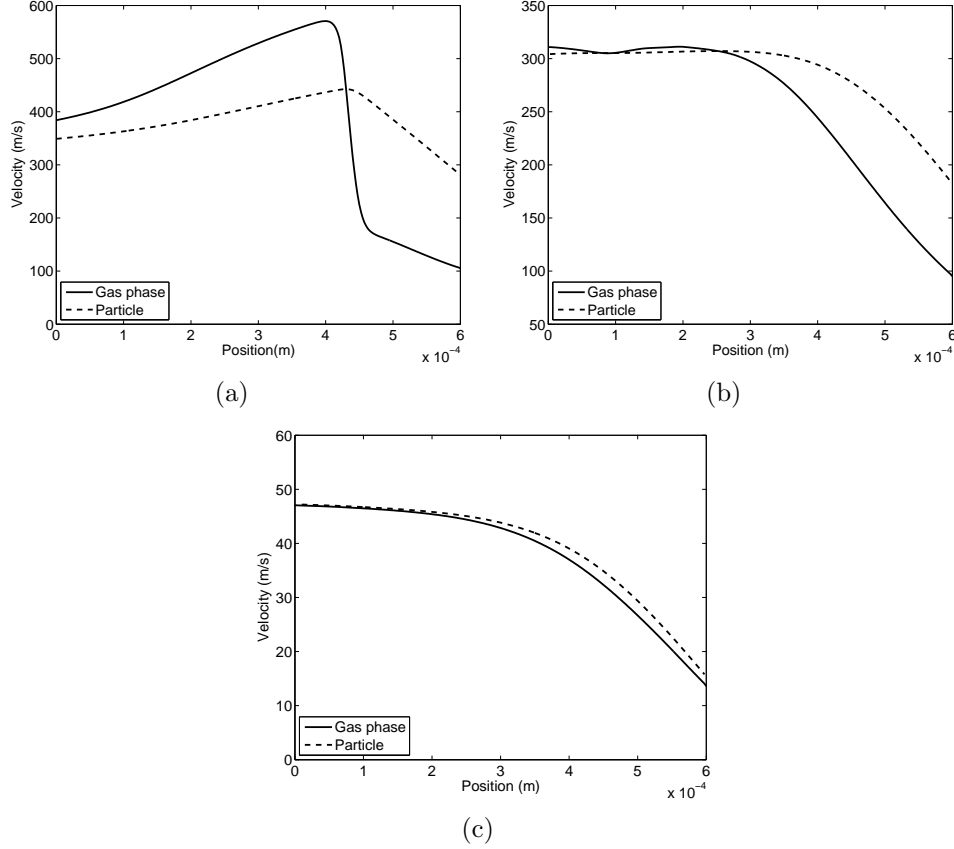 600
500
400
300
200
100
0
Velocity (m/s)
Gas phase
Particle
0 1 2 3 4 5 6
Position(m)
x 10⁻⁴
(a)
350
300
250
200
150
100
50
Velocity (m/s)
Gas phase
Particle
0 1 2 3 4 5 6
Position (m)
x 10⁻⁴
(b)
60
50
40
30
20
10
0
Velocity (m/s)
Gas phase
Particle
0 1 2 3 4 5 6
Position (m)
x 10⁻⁴
(c)